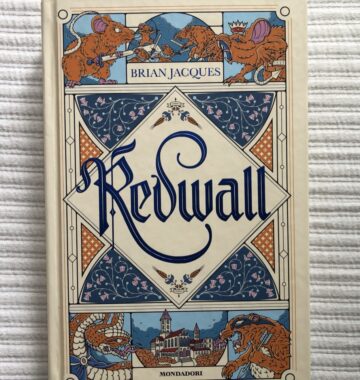 BRIAN JACQUES
Redwall
MONDADORI